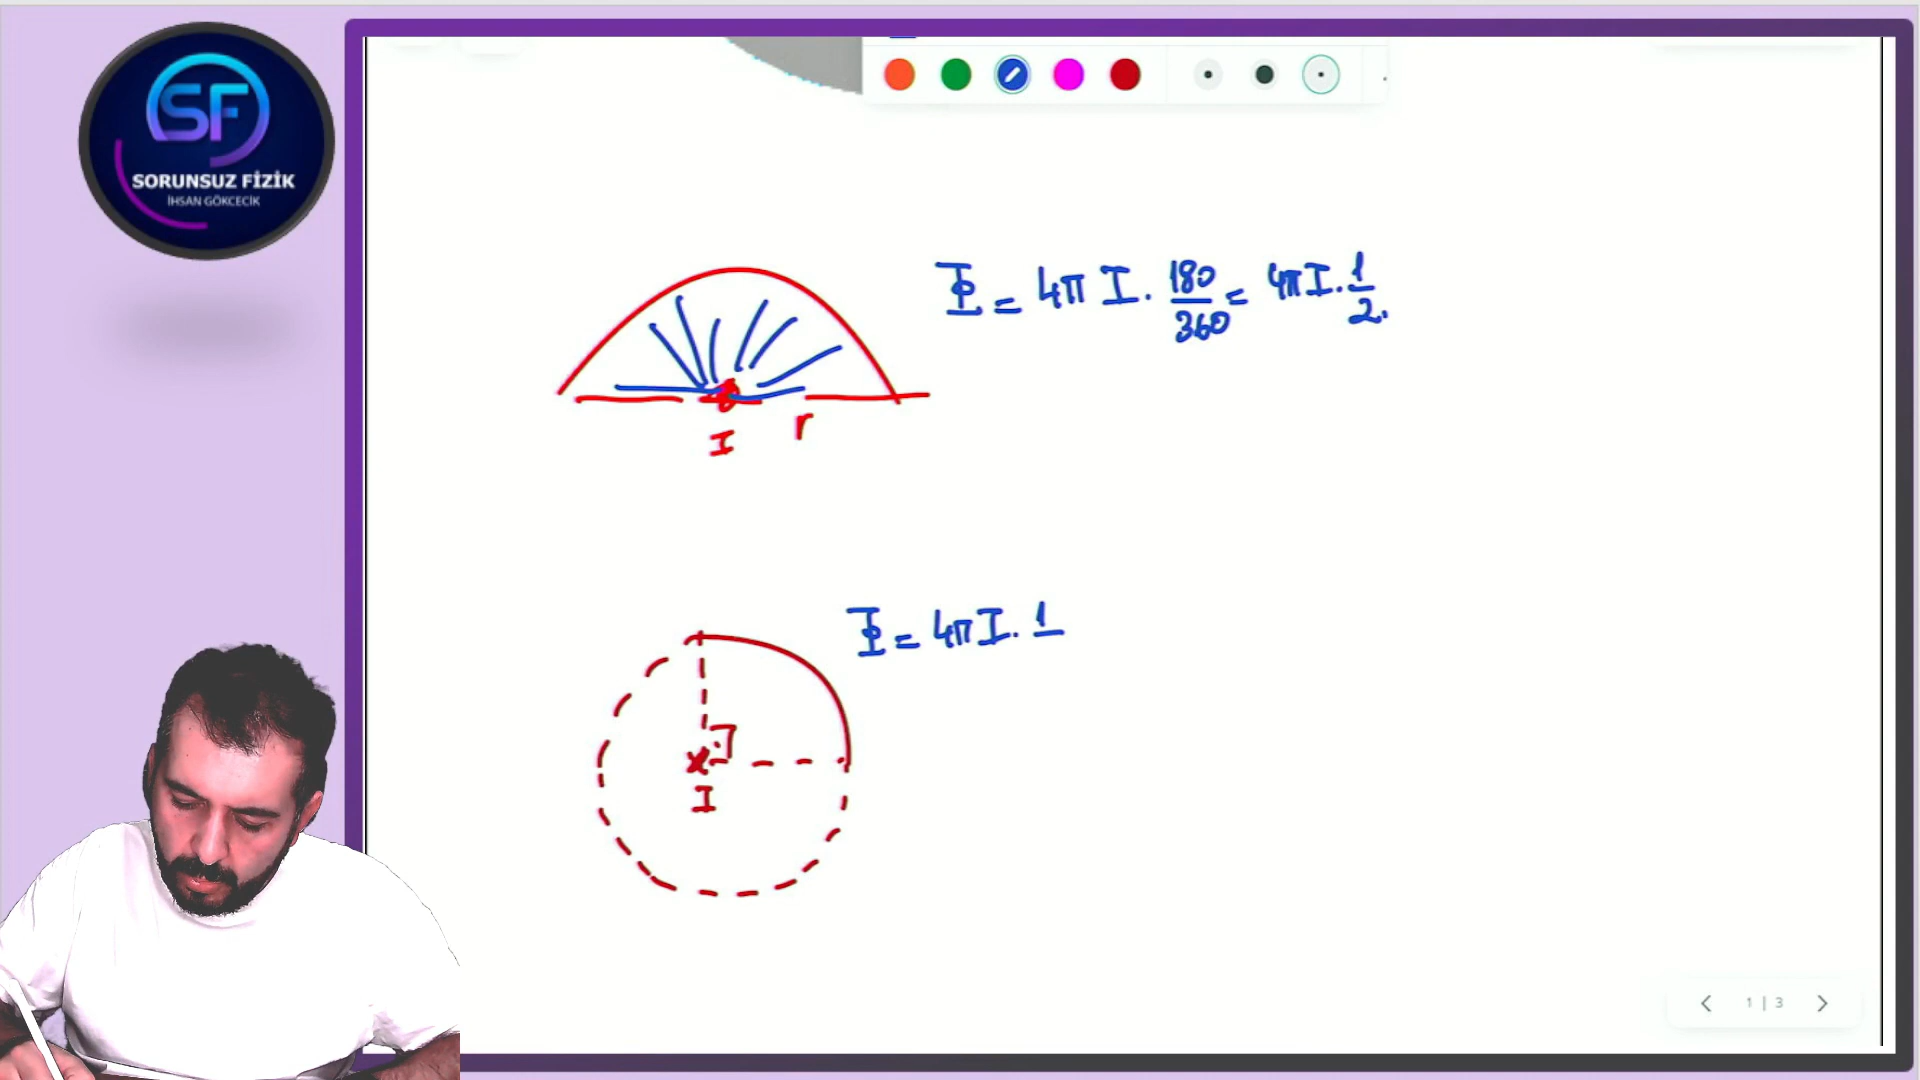 SF
SORUNSUZ FİZİK
İHSAN GÖKCECİK
Φ = 4π I . 180/360 = 4π I . 1/2.
I r
Φ = 4π I . 1
I
1 | 3